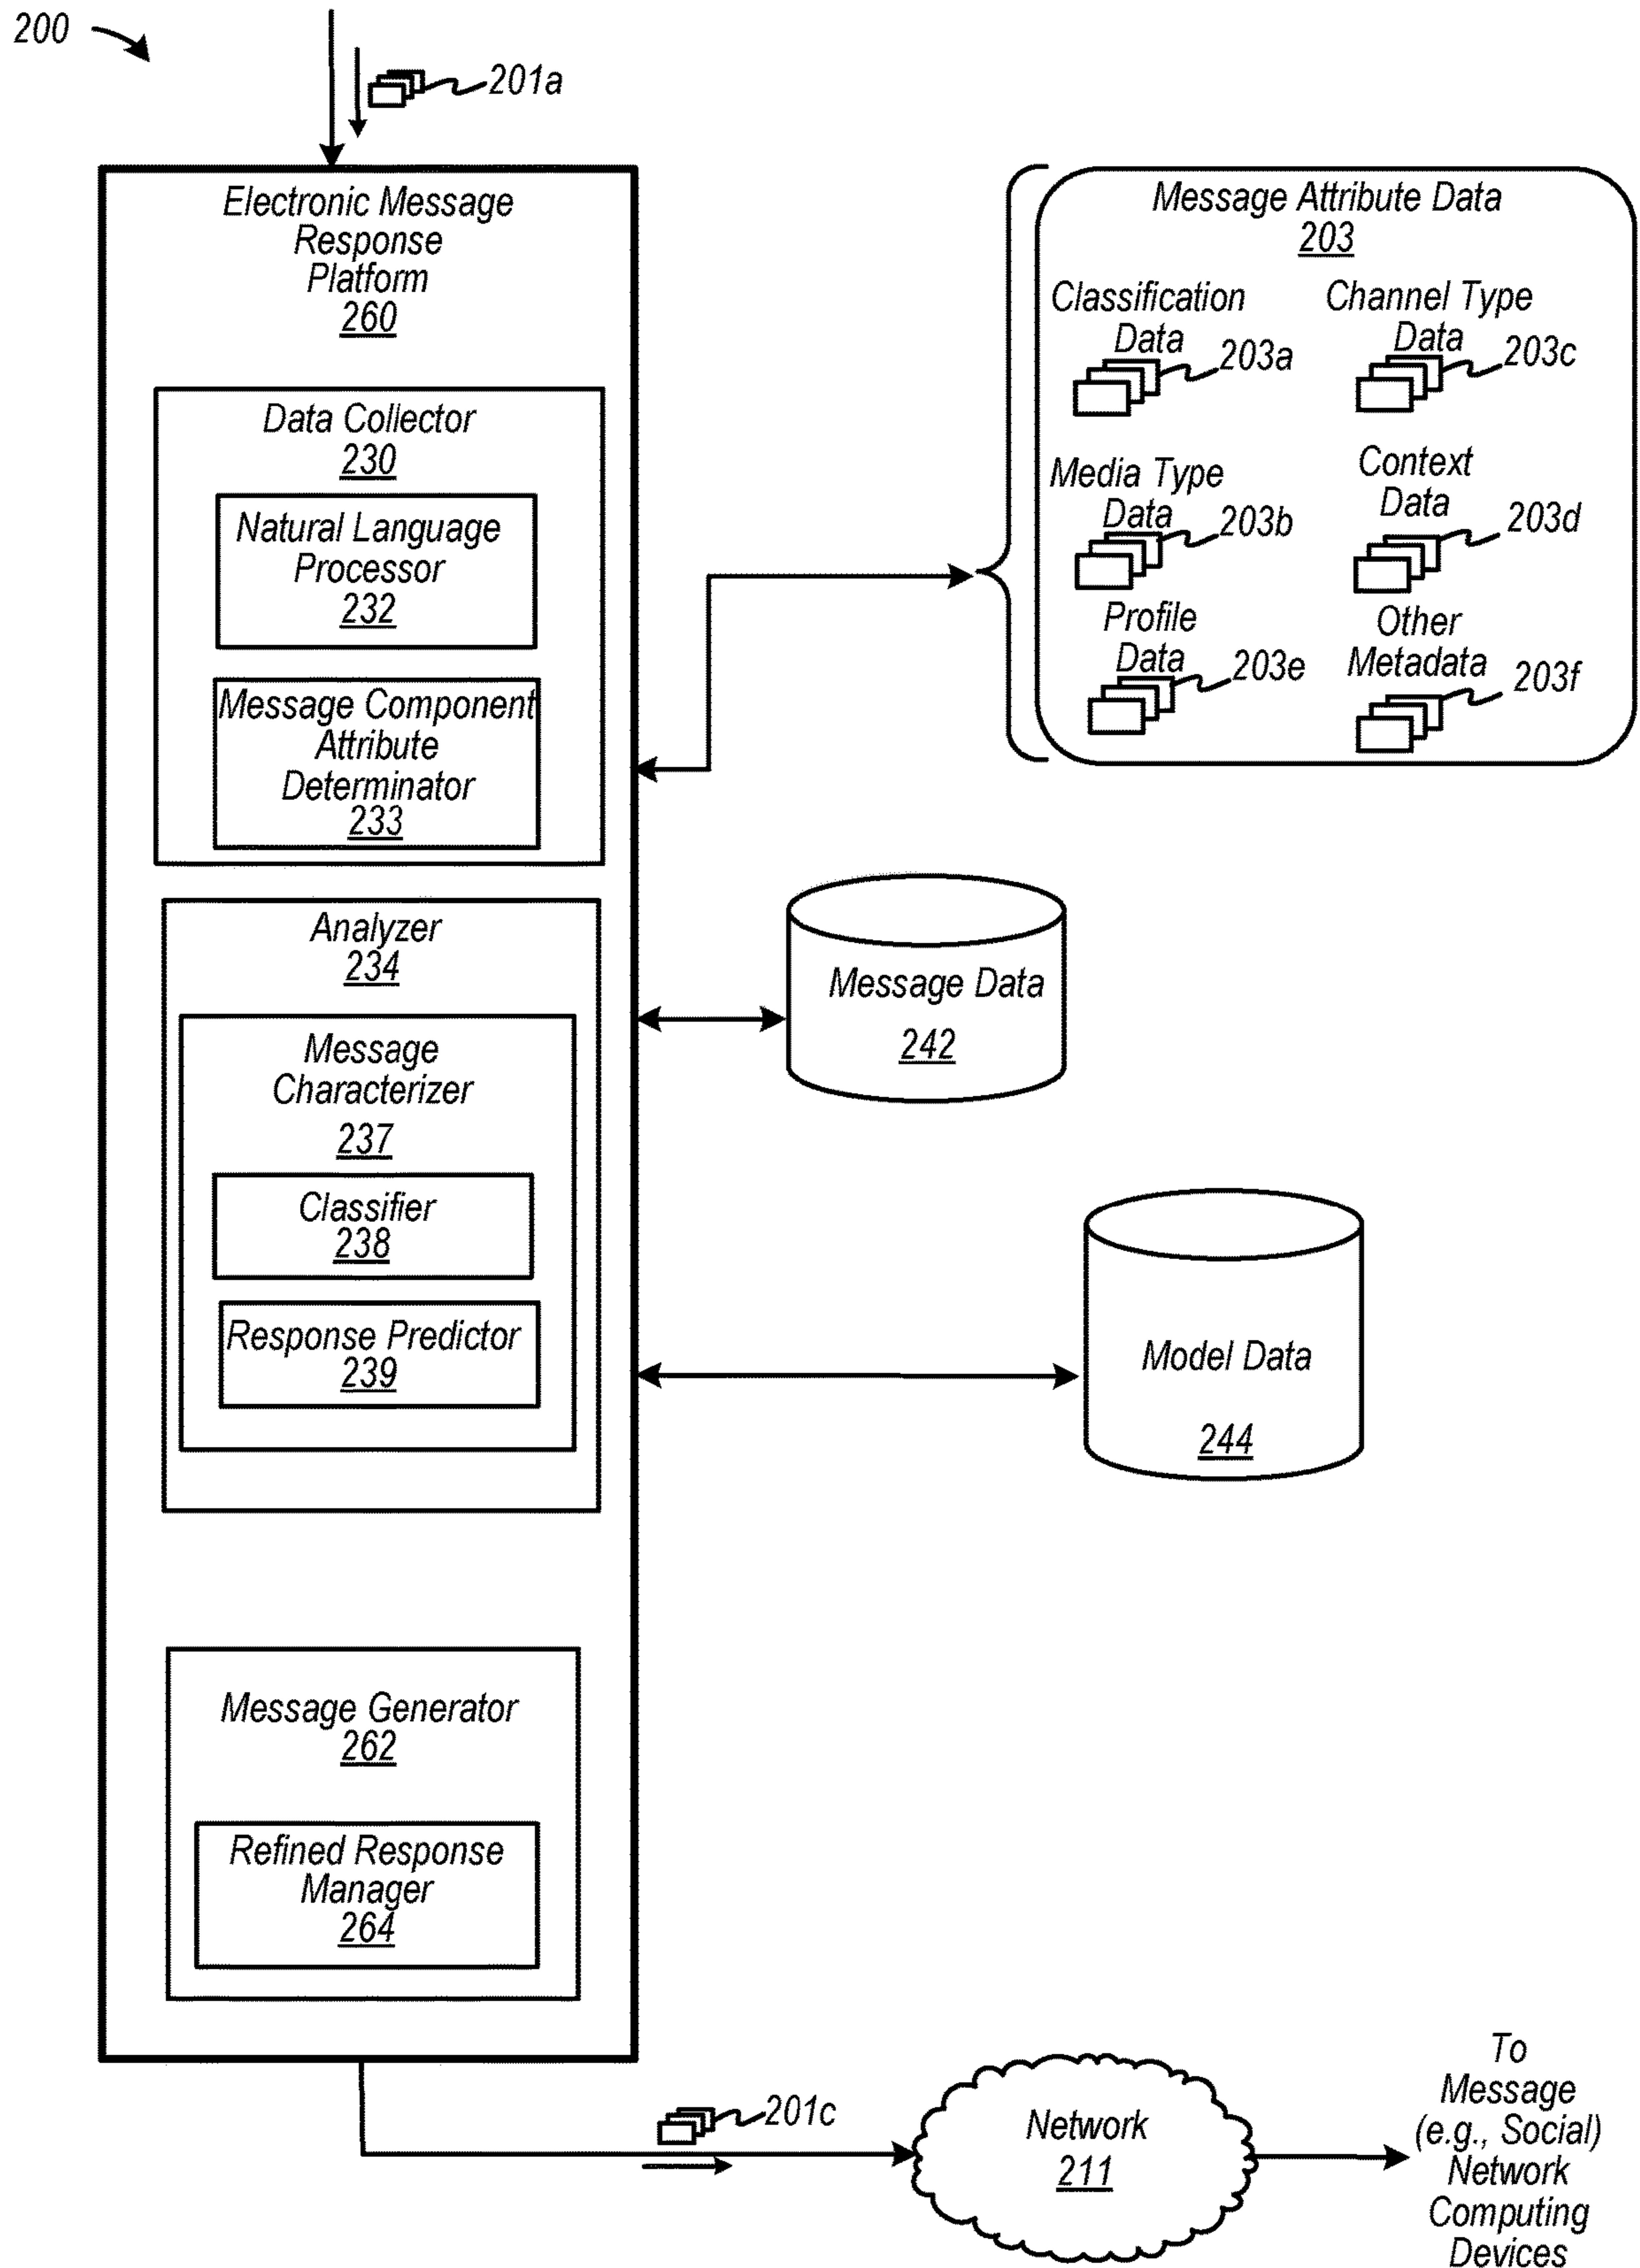 200
201a
Electronic Message
Response
Platform
260
Data Collector
230
Natural Language
Processor
232
Message Component
Attribute
Determinator
233
Analyzer
234
Message
Characterizer
237
Classifier
238
Response Predictor
239
Message Generator
262
Refined Response
Manager
264
Message Attribute Data
203
Classification
Data
203a
Channel Type
Data
203c
Media Type
Data
203b
Context
Data
203d
Profile
Data
203e
Other
Metadata
203f
Message Data
242
Model Data
244
201c
Network
211
To
Message
(e.g., Social)
Network
Computing
Devices